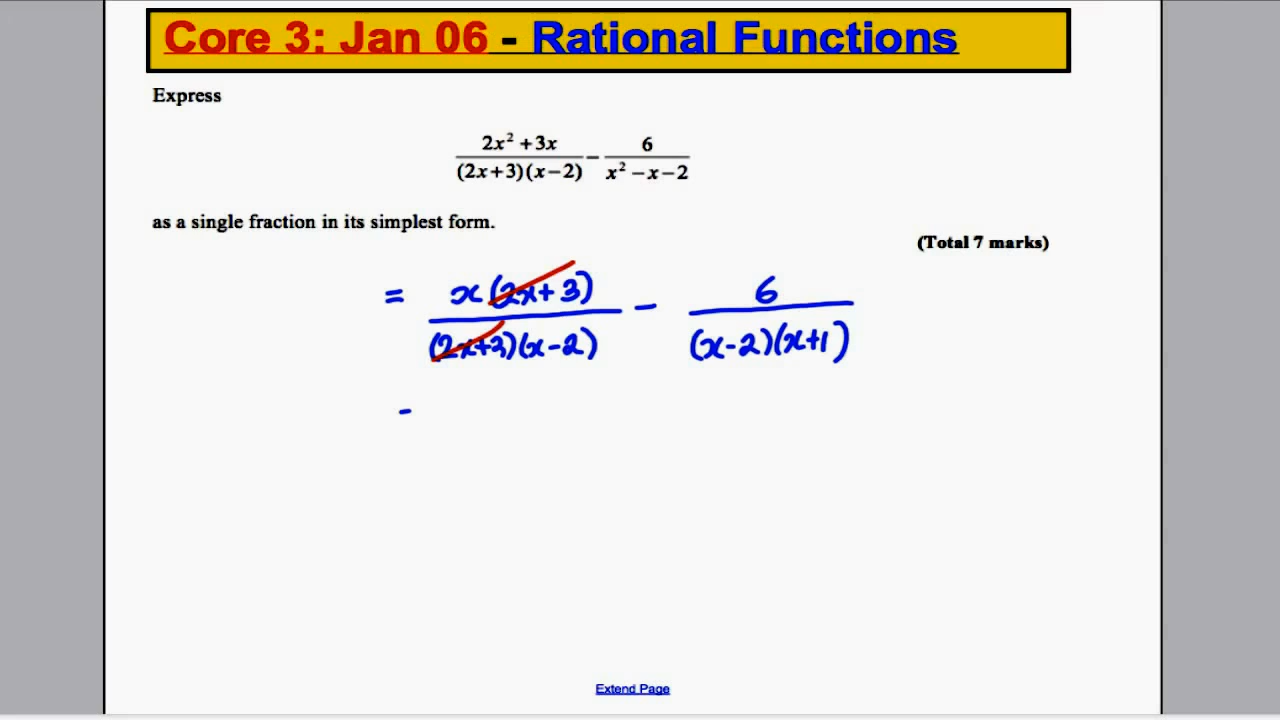 Core 3: Jan 06 - Rational Functions
Express
2x² + 3x / (2x+3)(x−2) − 6 / x² − x − 2
as a single fraction in its simplest form.
(Total 7 marks)
= x(2x+3) / (2x+3)(x-2) - 6 / (x-2)(x+1)
-
Extend Page